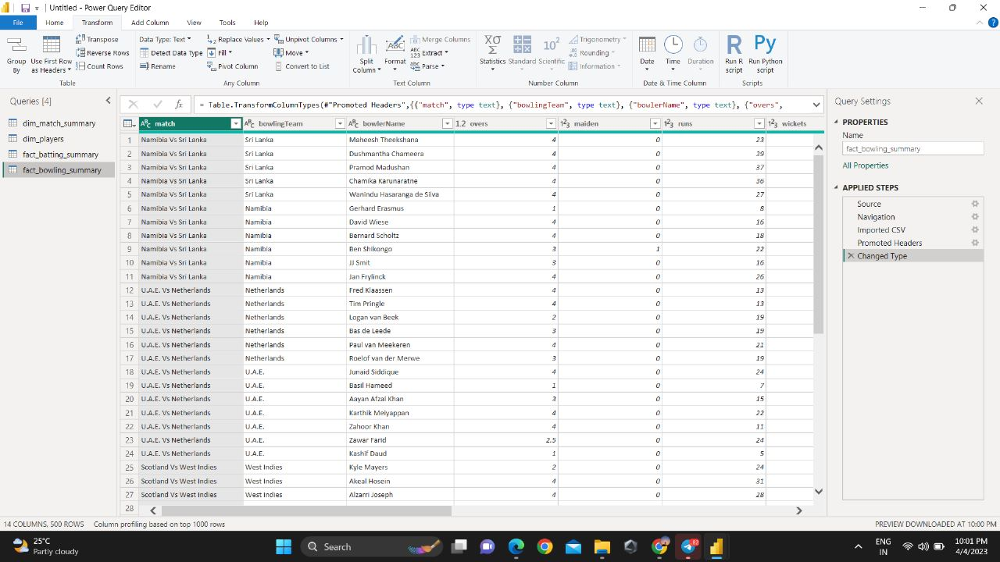 Untitled - Power Query Editor
File Home Transform Add Column View Tools Help
Group By
Use First Row as Headers
Transpose
Reverse Rows
Count Rows
Table
Data Type: Text
Detect Data Type
Rename
Replace Values
Fill
Pivot Column
Unpivot Columns
Move
Convert to List
Any Column
Split Column
Format
Merge Columns
Extract
Parse
Text Column
Statistics
Standard
Scientific
Trigonometry
Rounding
Information
Number Column
Date
Time
Duration
Date & Time Column
Run R script
Run Python script
Scripts
Queries [4]
dim_match_summary
dim_players
fact_batting_summary
fact_bowling_summary
= Table.TransformColumnTypes(#"Promoted Headers",{{"match", type text}, {"bowlingTeam", type text}, {"bowlerName", type text}, {"overs",
match bowlingTeam bowlerName 1.2 overs maiden runs wickets
1 Namibia Vs Sri Lanka Sri Lanka Maheesh Theekshana 4 0 23
2 Namibia Vs Sri Lanka Sri Lanka Dushmantha Chameera 4 0 39
3 Namibia Vs Sri Lanka Sri Lanka Pramod Madushan 4 0 37
4 Namibia Vs Sri Lanka Sri Lanka Chamika Karunaratne 4 0 36
5 Namibia Vs Sri Lanka Sri Lanka Wanindu Hasaranga de Silva 4 0 27
6 Namibia Vs Sri Lanka Namibia Gerhard Erasmus 1 0 8
7 Namibia Vs Sri Lanka Namibia David Wiese 4 0 16
8 Namibia Vs Sri Lanka Namibia Bernard Scholtz 4 0 18
9 Namibia Vs Sri Lanka Namibia Ben Shikongo 3 1 22
10 Namibia Vs Sri Lanka Namibia JJ Smit 3 0 16
11 Namibia Vs Sri Lanka Namibia Jan Frylinck 4 0 26
12 U.A.E. Vs Netherlands Netherlands Fred Klaassen 4 0 13
13 U.A.E. Vs Netherlands Netherlands Tim Pringle 4 0 13
14 U.A.E. Vs Netherlands Netherlands Logan van Beek 2 0 19
15 U.A.E. Vs Netherlands Netherlands Bas de Leede 3 0 19
16 U.A.E. Vs Netherlands Netherlands Paul van Meekeren 4 0 21
17 U.A.E. Vs Netherlands Netherlands Roelof van der Merwe 3 0 19
18 U.A.E. Vs Netherlands U.A.E. Junaid Siddique 4 0 24
19 U.A.E. Vs Netherlands U.A.E. Basil Hameed 1 0 7
20 U.A.E. Vs Netherlands U.A.E. Aayan Afzal Khan 3 0 15
21 U.A.E. Vs Netherlands U.A.E. Karthik Meiyappan 4 0 22
22 U.A.E. Vs Netherlands U.A.E. Zahoor Khan 4 0 11
23 U.A.E. Vs Netherlands U.A.E. Zawar Farid 2.5 0 24
24 U.A.E. Vs Netherlands U.A.E. Kashif Daud 1 0 5
25 Scotland Vs West Indies West Indies Kyle Mayers 2 0 24
26 Scotland Vs West Indies West Indies Akeal Hosein 4 0 31
27 Scotland Vs West Indies West Indies Alzarri Joseph 4 0 28
28
Query Settings
PROPERTIES
Name
fact_bowling_summary
All Properties
APPLIED STEPS
Source
Navigation
Imported CSV
Promoted Headers
Changed Type
14 COLUMNS, 500 ROWS Column profiling based on top 1000 rows
PREVIEW DOWNLOADED AT 10:00 PM
25°C
Partly cloudy
Search
82
ENG
IN
10:01 PM
4/4/2023